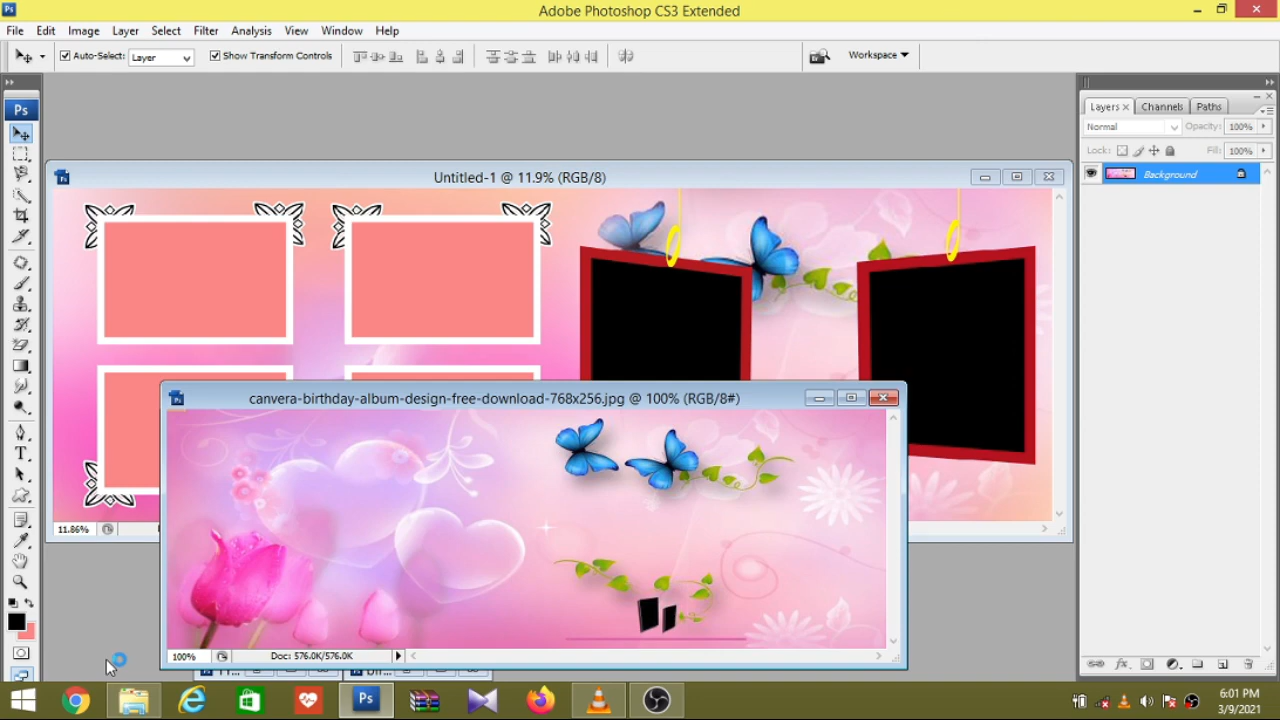 Ps
Adobe Photoshop CS3 Extended
File Edit Image Layer Select Filter Analysis View Window Help
Auto-Select: Layer Show Transform Controls Workspace
Ps
Layers × Channels Paths
Normal Opacity: 100%
Lock: Fill: 100%
Background
Untitled-1 @ 11.9% (RGB/8)
11.86%
canvera-birthday-album-design-free-download-768x256.jpg @ 100% (RGB/8#)
100% Doc: 576.0K/576.0K
T
Ps
6:01 PM
3/9/2021